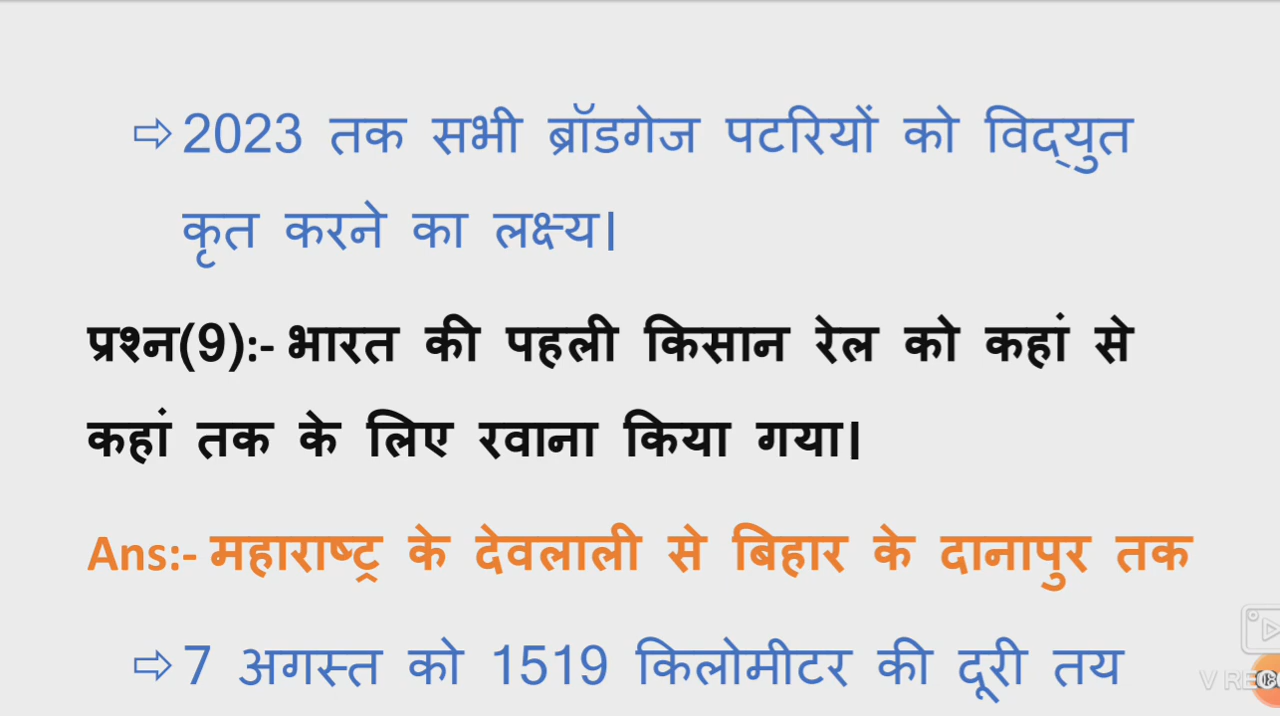 ⇨2023 तक सभी ब्रॉडगेज पटरियों को विद्युत
कृत करने का लक्ष्य।
प्रश्न(9):- भारत की पहली किसान रेल को कहां से
कहां तक के लिए रवाना किया गया।
Ans:- महाराष्ट्र के देवलाली से बिहार के दानापुर तक
⇨7 अगस्त को 1519 किलोमीटर की दूरी तय